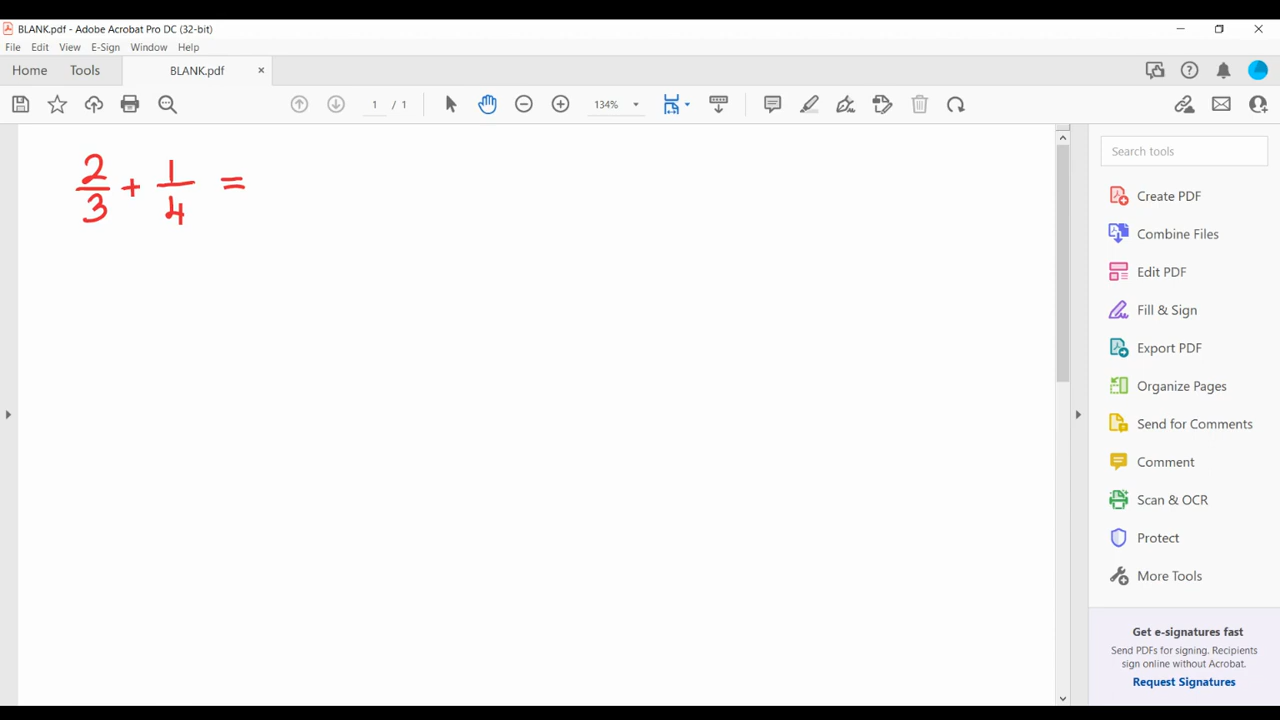 BLANK.pdf - Adobe Acrobat Pro DC (32-bit)
File Edit View E-Sign Window Help
Home Tools BLANK.pdf ×
1 / 1 134%
Search tools
2/3 + 1/4 =
Create PDF
Combine Files
Edit PDF
Fill & Sign
Export PDF
Organize Pages
Send for Comments
Comment
Scan & OCR
Protect
More Tools
Get e-signatures fast
Send PDFs for signing. Recipients
sign online without Acrobat.
Request Signatures